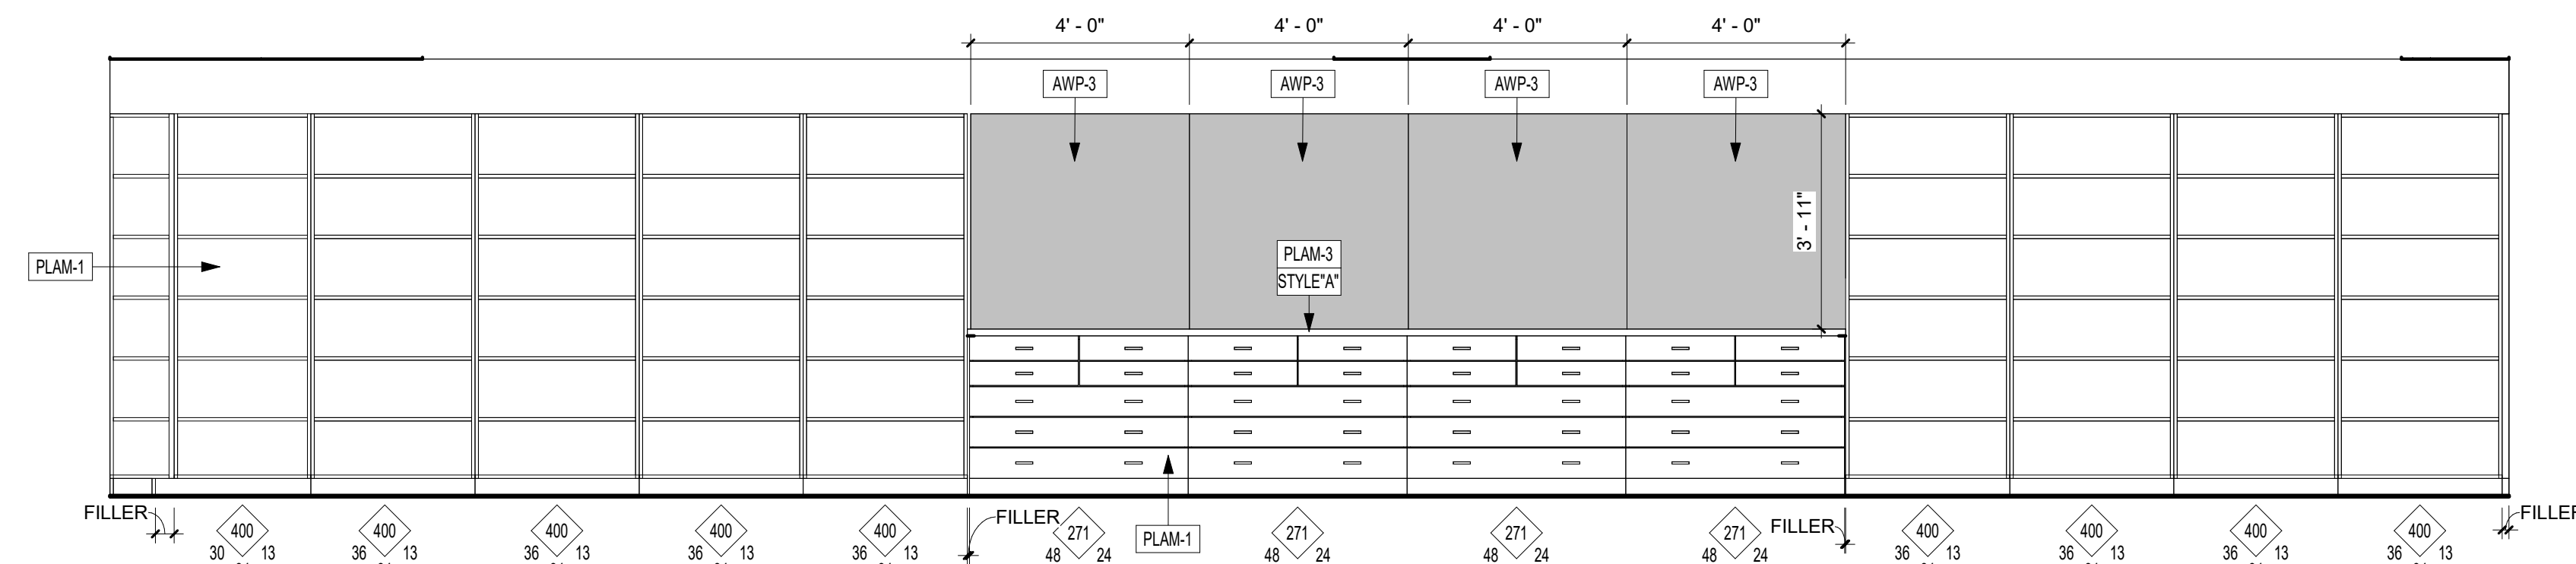 4' - 0" 4' - 0" 4' - 0" 4' - 0"
AWP-3 AWP-3 AWP-3 AWP-3
3' - 11"
PLAM-3
STYLE"A"
PLAM-1
FILLER FILLER FILLER FILLER
400 400 400 400 400 271 271 271 271 400 400 400 400
PLAM-1
30 13 36 13 36 13 36 13 36 13 48 24 48 24 48 24 48 24 36 13 36 13 36 13 36 13